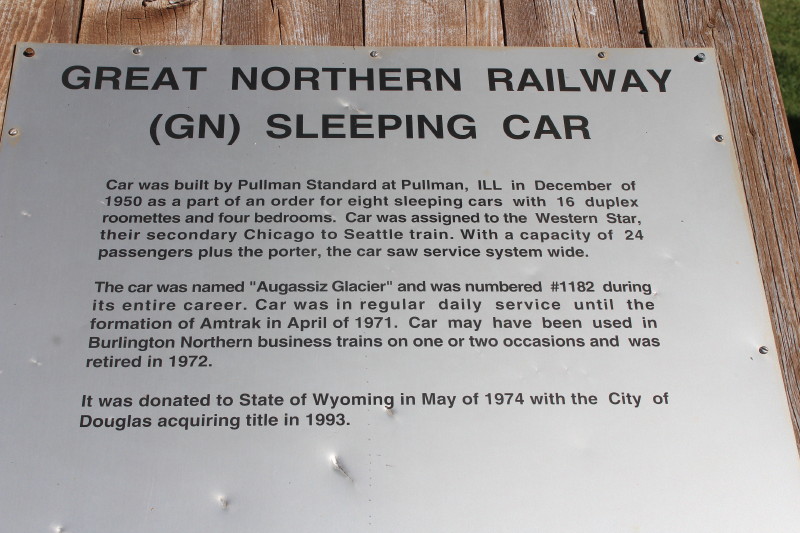 GREAT NORTHERN RAILWAY
(GN) SLEEPING CAR
Car was built by Pullman Standard at Pullman, ILL in December of
1950 as a part of an order for eight sleeping cars with 16 duplex
roomettes and four bedrooms. Car was assigned to the Western Star,
their secondary Chicago to Seattle train. With a capacity of 24
passengers plus the porter, the car saw service system wide.
The car was named "Augassiz Glacier" and was numbered #1182 during
its entire career. Car was in regular daily service until the
formation of Amtrak in April of 1971. Car may have been used in
Burlington Northern business trains on one or two occasions and was
retired in 1972.
It was donated to State of Wyoming in May of 1974 with the City of
Douglas acquiring title in 1993.